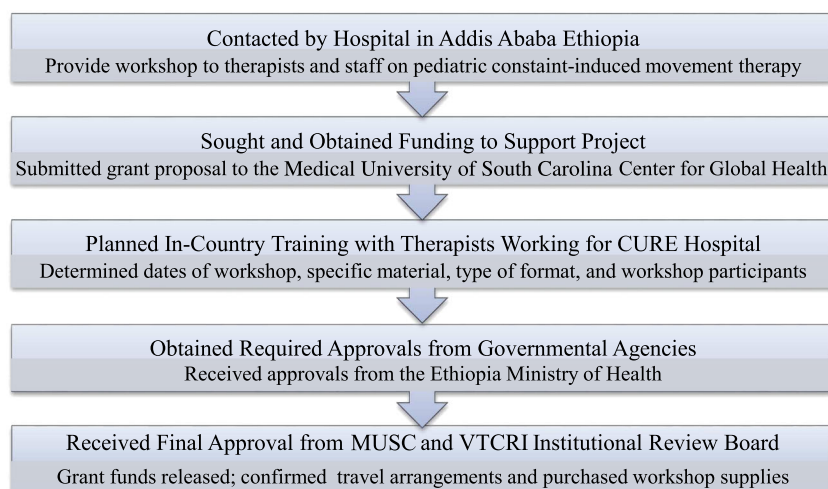 Contacted by Hospital in Addis Ababa Ethiopia
Provide workshop to therapists and staff on pediatric constaint-induced movement therapy
Sought and Obtained Funding to Support Project
Submitted grant proposal to the Medical University of South Carolina Center for Global Health
Planned In-Country Training with Therapists Working for CURE Hospital
Determined dates of workshop, specific material, type of format, and workshop participants
Obtained Required Approvals from Governmental Agencies
Received approvals from the Ethiopia Ministry of Health
Received Final Approval from MUSC and VTCRI Institutional Review Board
Grant funds released; confirmed travel arrangements and purchased workshop supplies